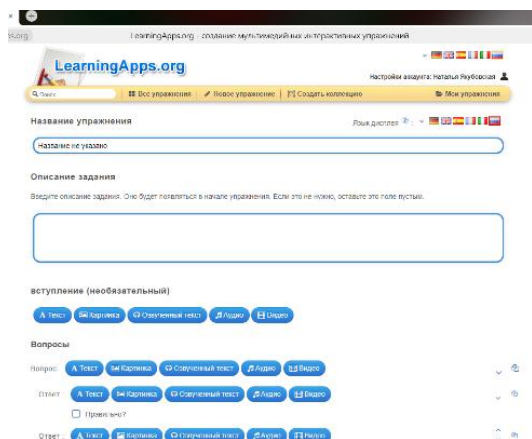 ps.org
LearningApps.org - создание мультимедийных интерактивных упражнений
LearningApps.org
Настройки аккаунта: Наталья Якубовская
Поиск
Все упражнения
Новое упражнение
Создать коллекцию
Мои упражнения
Название упражнения
Язык дисплея
Название не указано
Описание задания
Введите описание задания. Оно будет появляться в начале упражнения. Если это не нужно, оставьте это поле пустым.
вступление (необязательный)
А Текст Картинка Озвученный текст Аудио Видео
Вопросы
Вопрос: А Текст Картинка Озвученный текст Аудио Видео
Ответ: А Текст Картинка Озвученный текст Аудио Видео
Правильно?
Ответ: А Текст Картинка Озвученный текст Аудио Видео